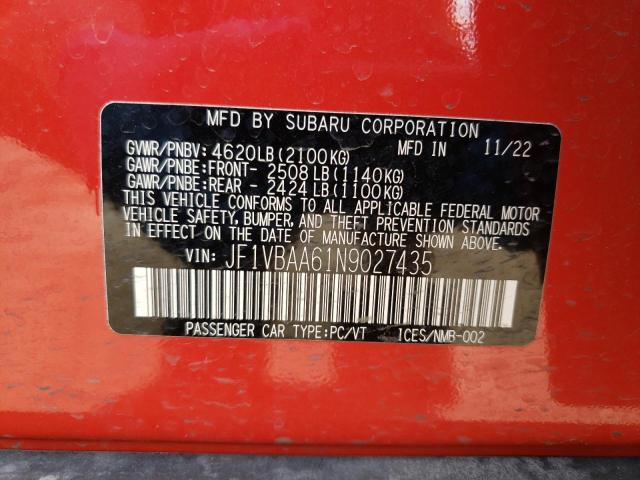 MFD BY SUBARU CORPORATION
GVWR/PNBV: 4620LB(2100KG) MFD IN 11/22
GAWR/PNBE:FRONT- 2508LB(1140KG)
GAWR/PNBE:REAR - 2424LB(1100KG)
THIS VEHICLE CONFORMS TO ALL APPLICABLE FEDERAL MOTOR
VEHICLE SAFETY, BUMPER, AND THEFT PREVENTION STANDARDS
IN EFFECT ON THE DATE OF MANUFACTURE SHOWN ABOVE.
VIN: JF1VBAA61N9027435
PASSENGER CAR TYPE:PC/VT ICES/NMB-002